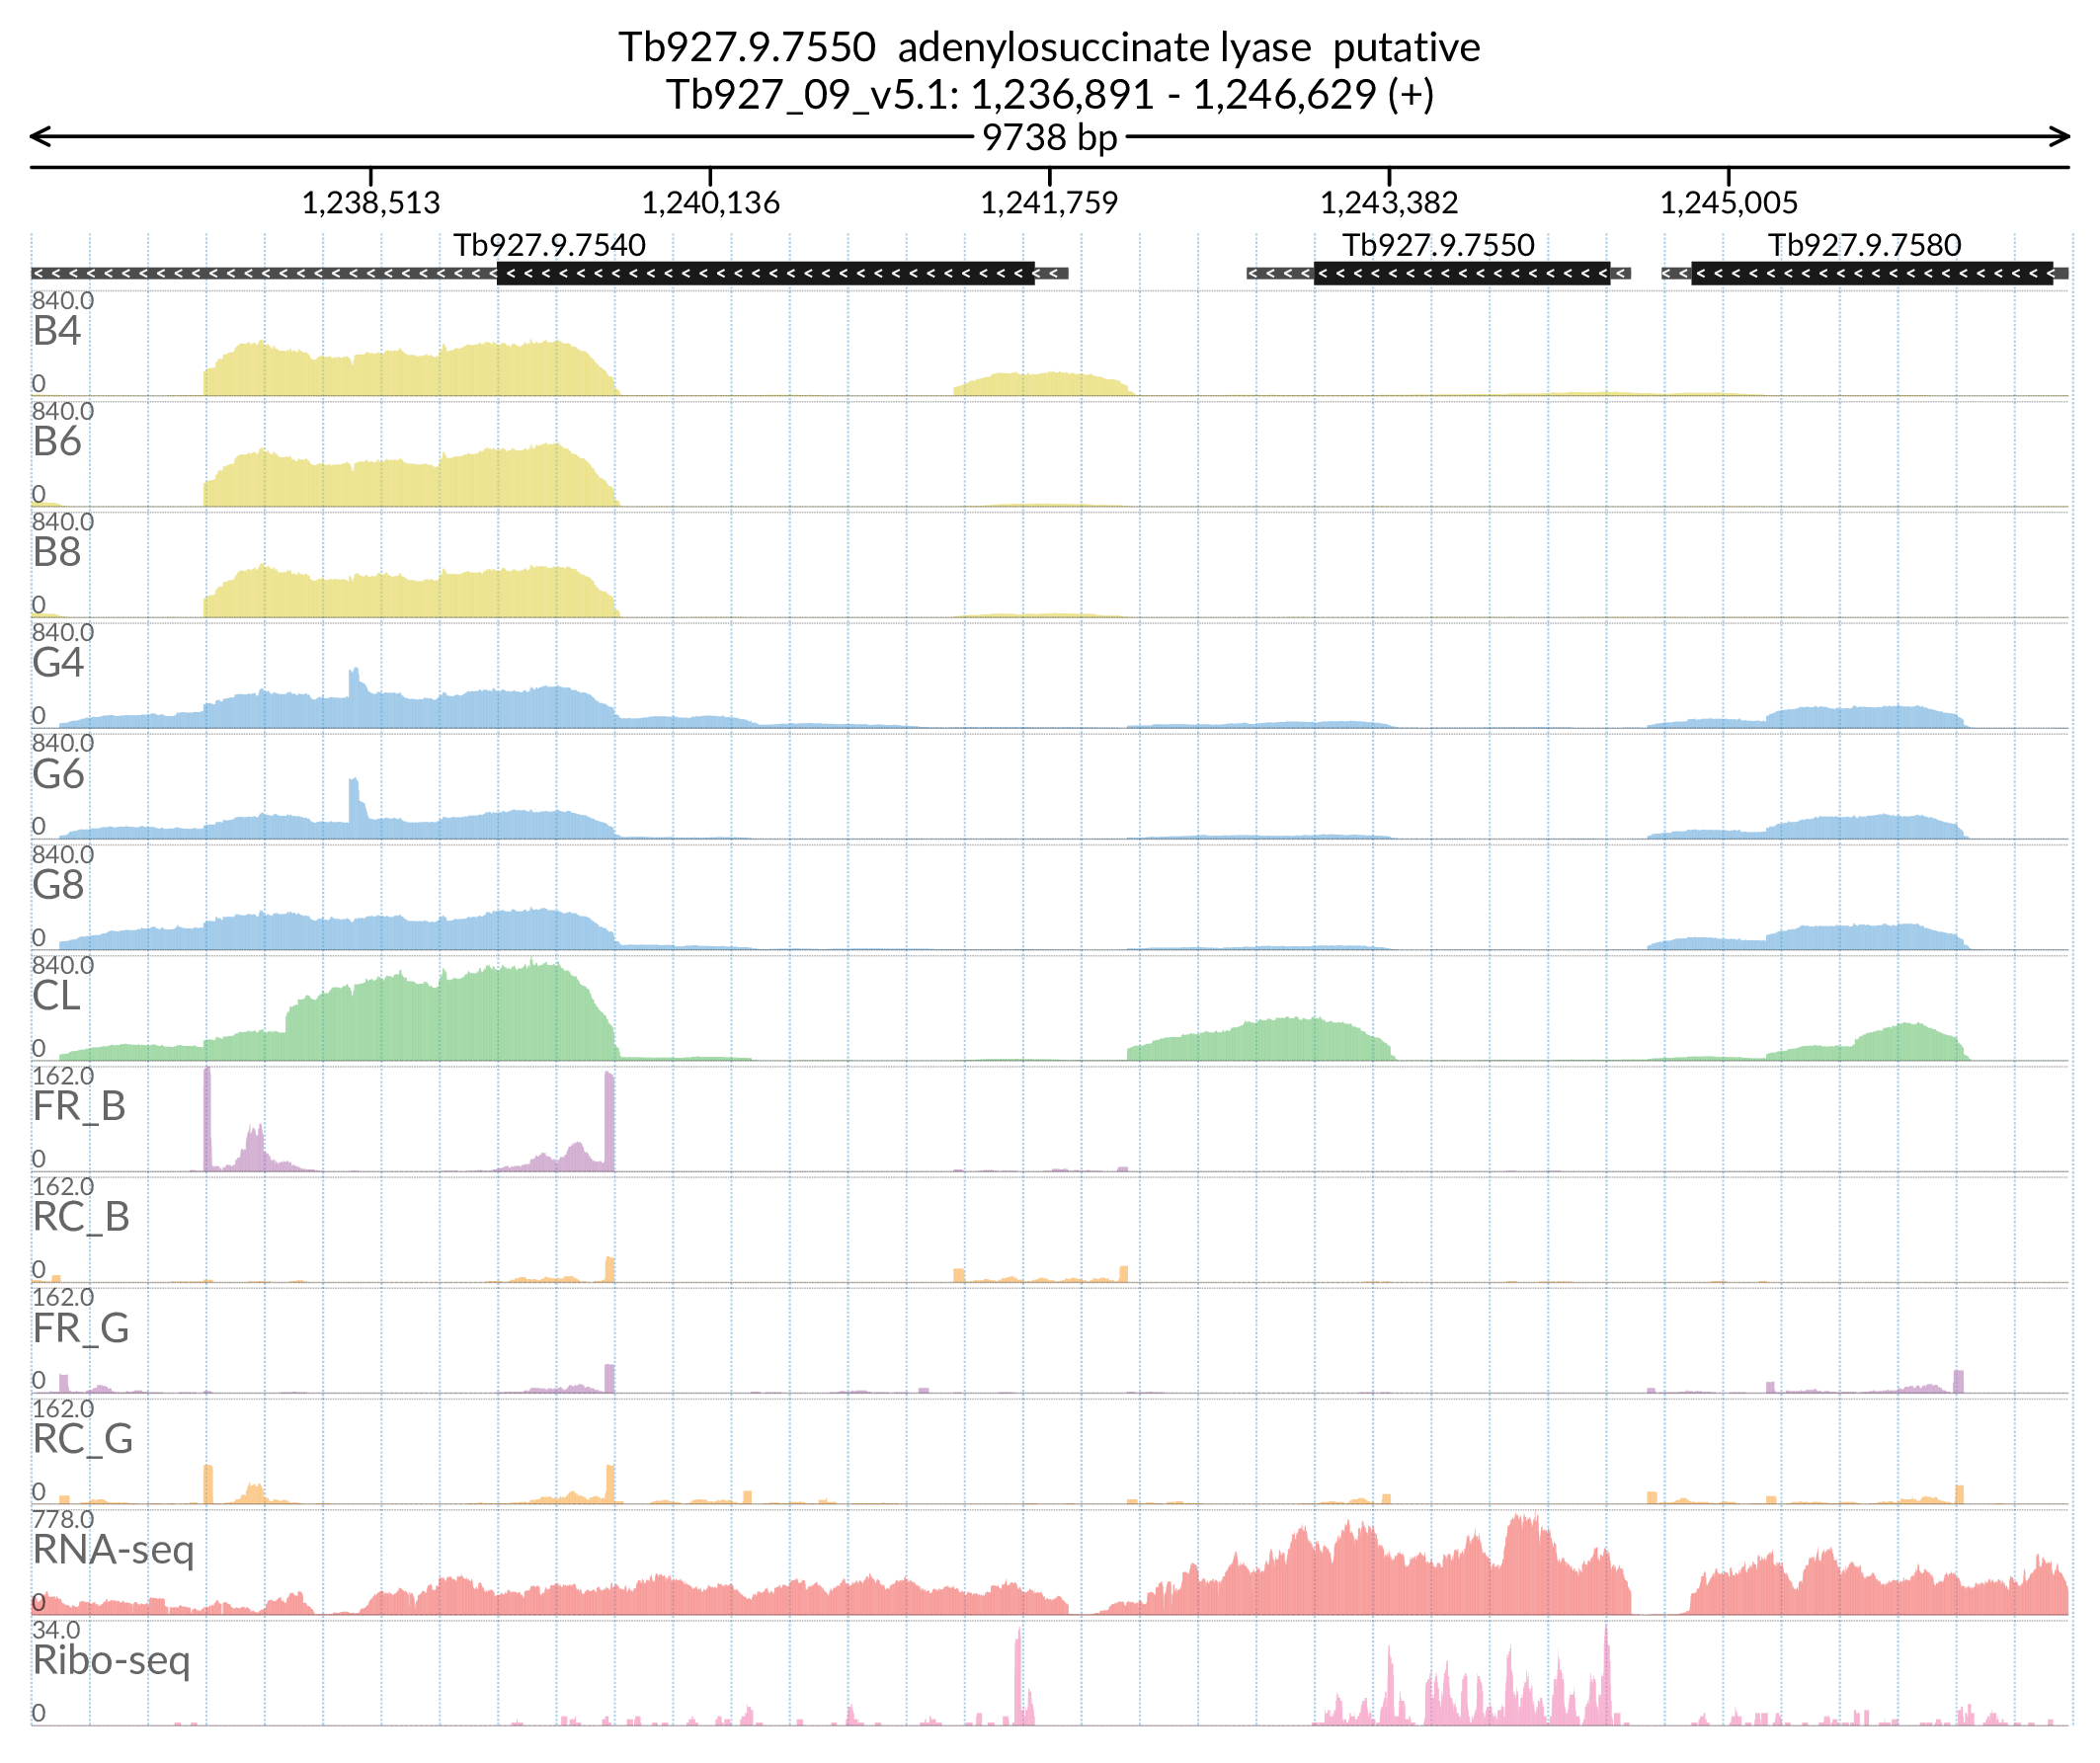 Tb927.9.7550 adenylosuccinate lyase putative
Tb927_09_v5.1: 1,236,891 - 1,246,629 (+)
9738 bp
1,238,513 1,240,136 1,241,759 1,243,382 1,245,005
Tb927.9.7540 Tb927.9.7550 Tb927.9.7580
840.0
B4
0
840.0
B6
0
840.0
B8
0
840.0
G4
0
840.0
G6
0
840.0
G8
0
840.0
CL
0
162.0
FR_B
0
162.0
RC_B
0
162.0
FR_G
0
162.0
RC_G
0
778.0
RNA-seq
0
34.0
Ribo-seq
0